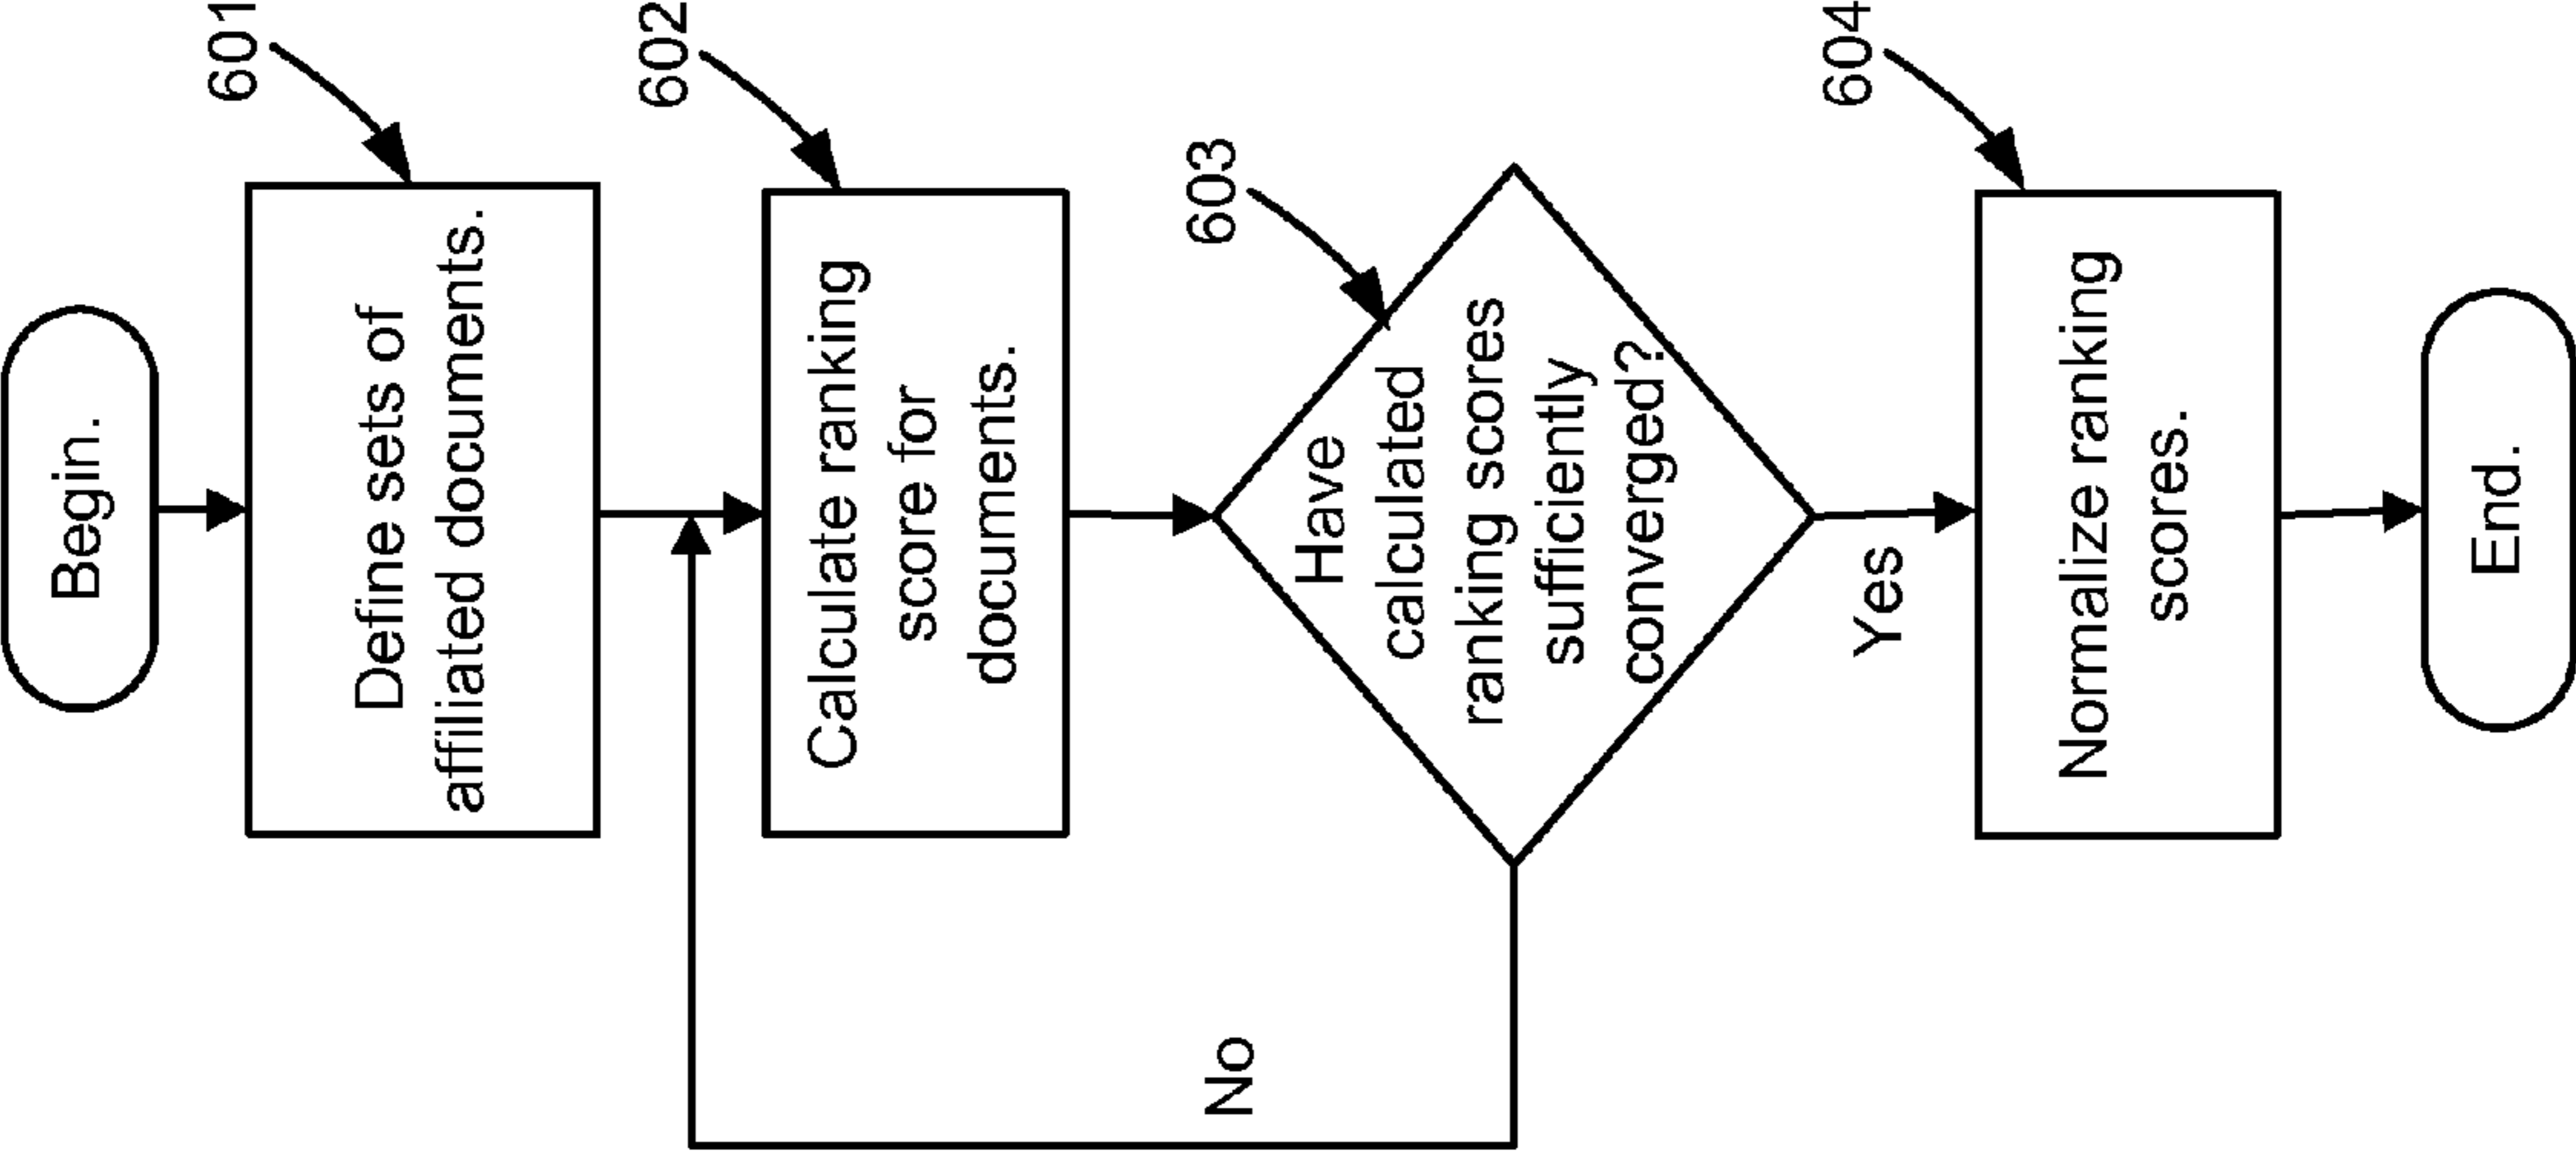 Begin.
601
Define sets of
affiliated documents.
602
Calculate ranking
score for
documents.
603
Have
calculated
ranking scores
sufficiently
converged?
No
Yes
604
Normalize ranking
scores.
End.